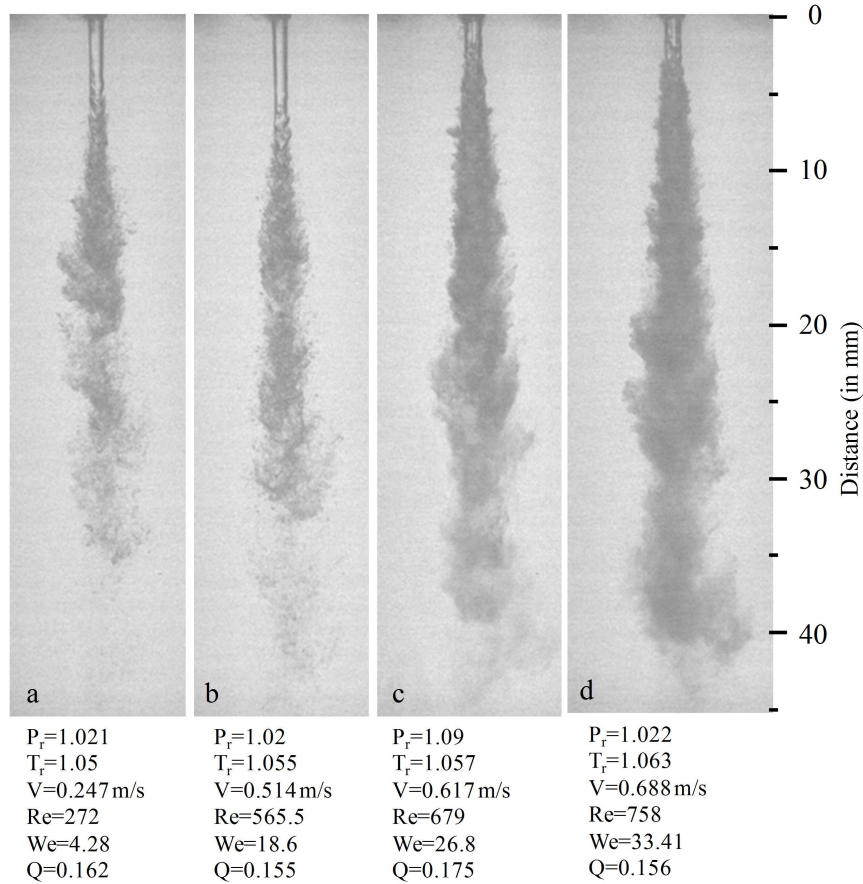 0
10
20
30
40
Distance (in mm)
a
b
c
d
Pr=1.021
Tr=1.05
V=0.247 m/s
Re=272
We=4.28
Q=0.162
Pr=1.02
Tr=1.055
V=0.514 m/s
Re=565.5
We=18.6
Q=0.155
Pr=1.09
Tr=1.057
V=0.617 m/s
Re=679
We=26.8
Q=0.175
Pr=1.022
Tr=1.063
V=0.688 m/s
Re=758
We=33.41
Q=0.156